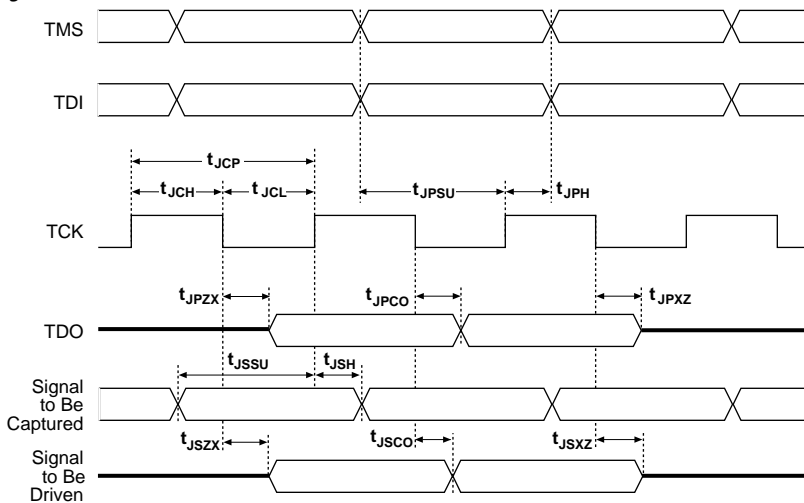 g
TMS
TDI
tJCP
tJCH
tJCL
tJPSU
tJPH
TCK
tJPZX
tJPCO
tJPXZ
TDO
tJSSU
tJSH
Signal
to Be
Captured
tJSZX
tJSCO
tJSXZ
Signal
to Be
Driven